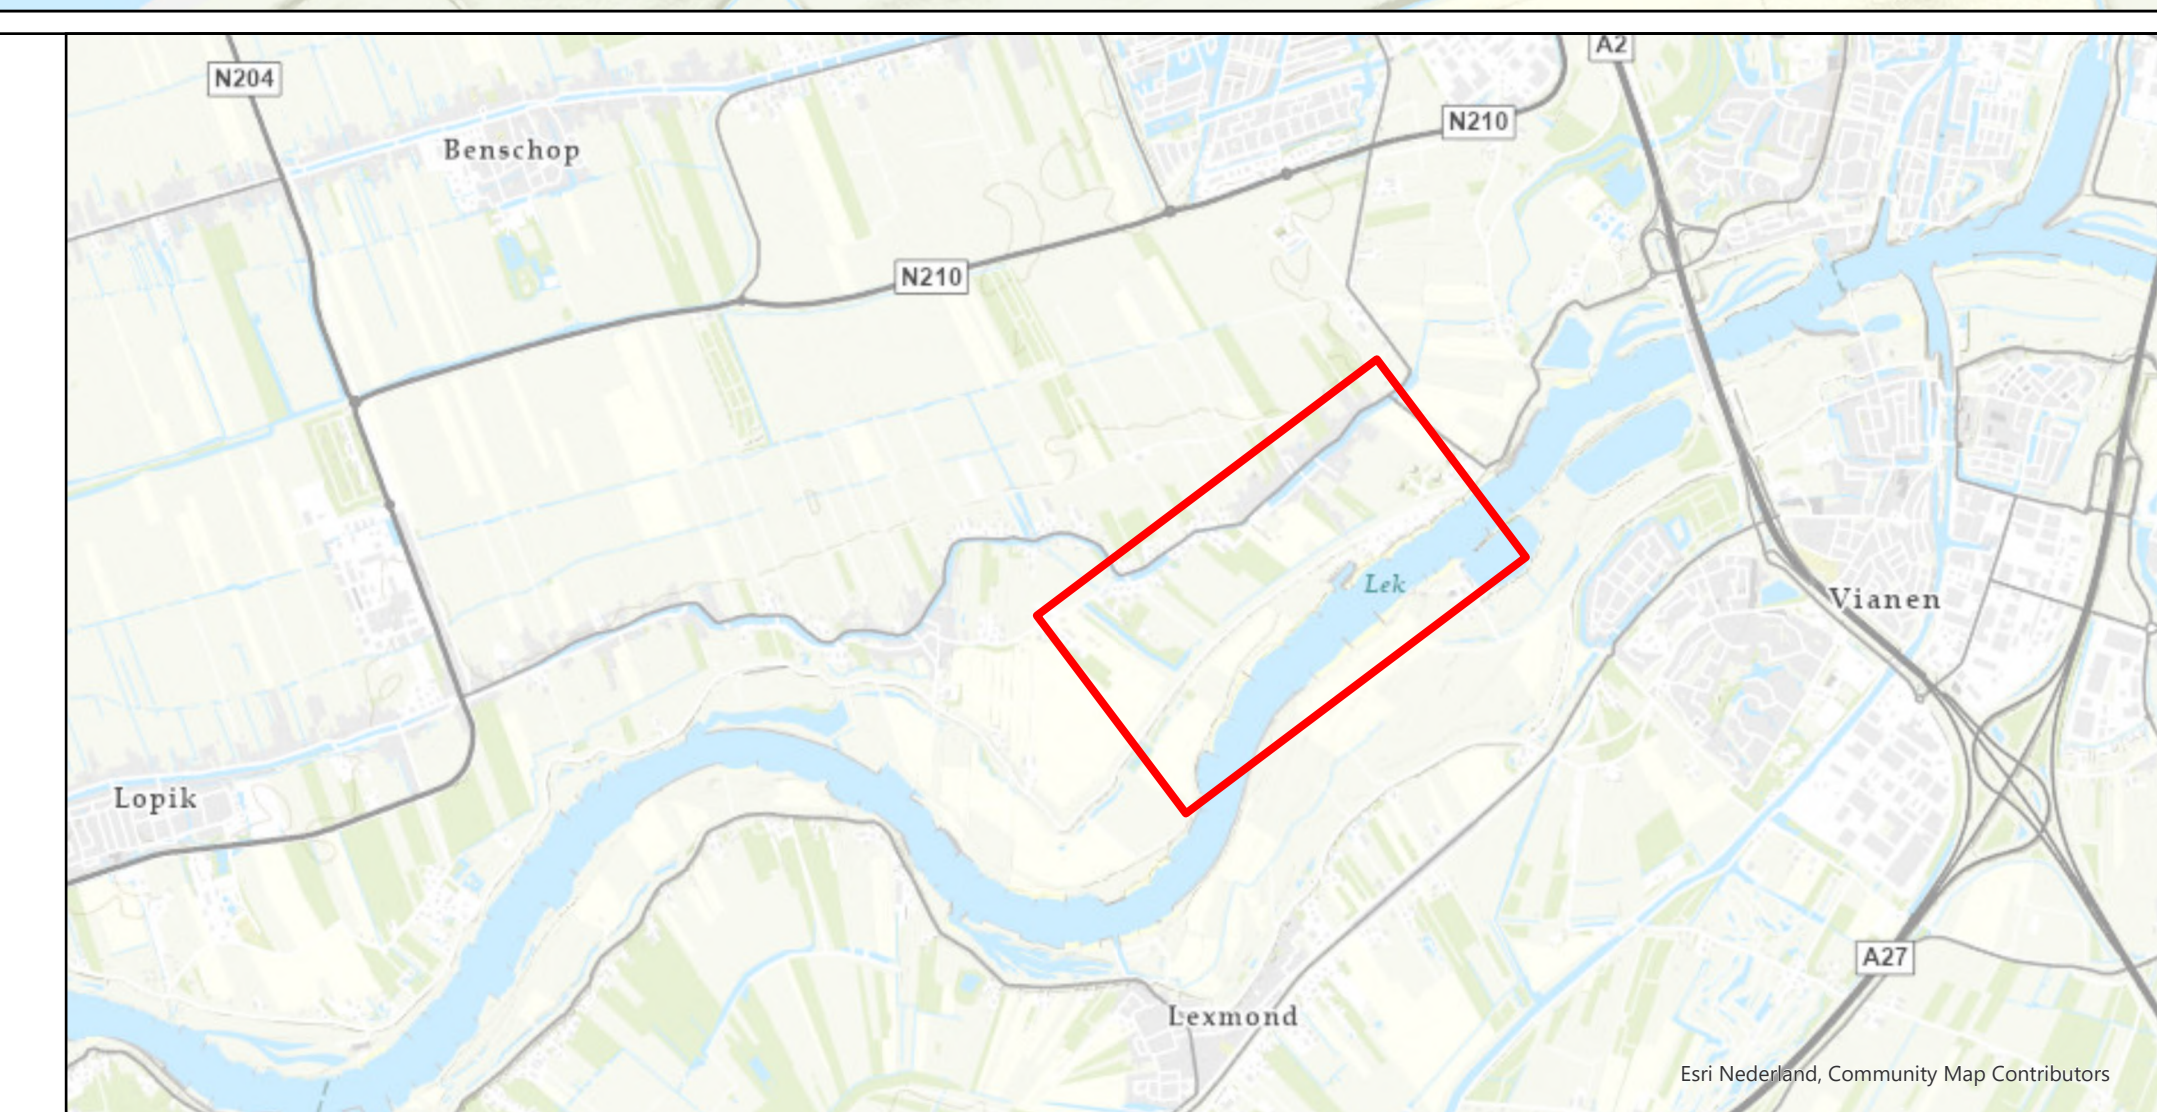 A2
N204
N210
Benschop
N210
Lek
Vianen
Lopik
A27
Lexmond
Esri Nederland, Community Map Contributors